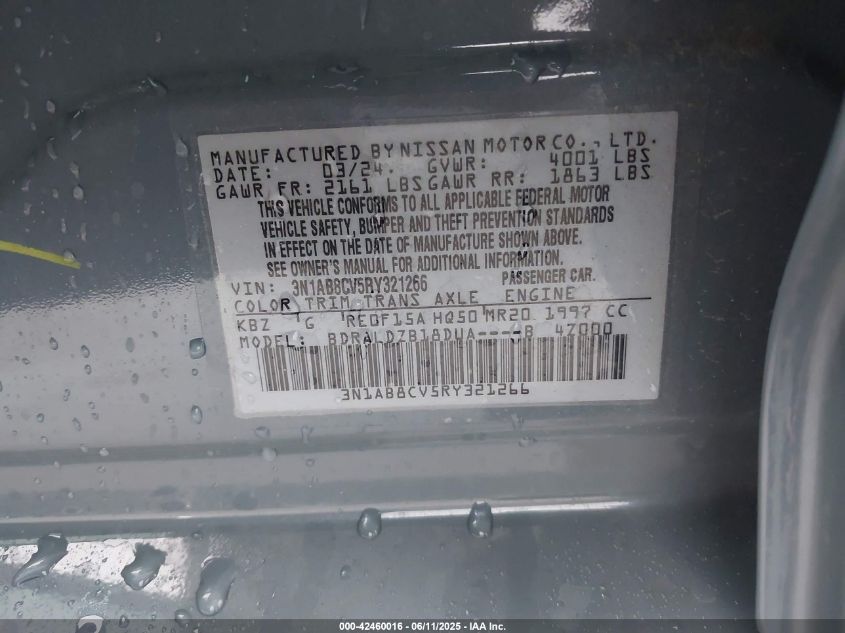 MANUFACTURED BY NISSAN MOTOR CO., LTD.
DATE: 03/24. GVWR: 4001 LBS
GAWR FR: 2161 LBS GAWR RR: 1863 LBS
THIS VEHICLE CONFORMS TO ALL APPLICABLE FEDERAL MOTOR
VEHICLE SAFETY, BUMPER AND THEFT PREVENTION STANDARDS
IN EFFECT ON THE DATE OF MANUFACTURE SHOWN ABOVE.
SEE OWNER'S MANUAL FOR ADDITIONAL INFORMATION.
VIN: 3N1AB8CV5RY321266 PASSENGER CAR.
COLOR TRIM TRANS AXLE ENGINE
KBZ G RE0F15A HQ50 MR20 1997 CC
MODEL: BDRALDZB18DUA----B 4Z000
3N1AB8CV5RY321266
000-42460016 - 06/11/2025 - IAA Inc.